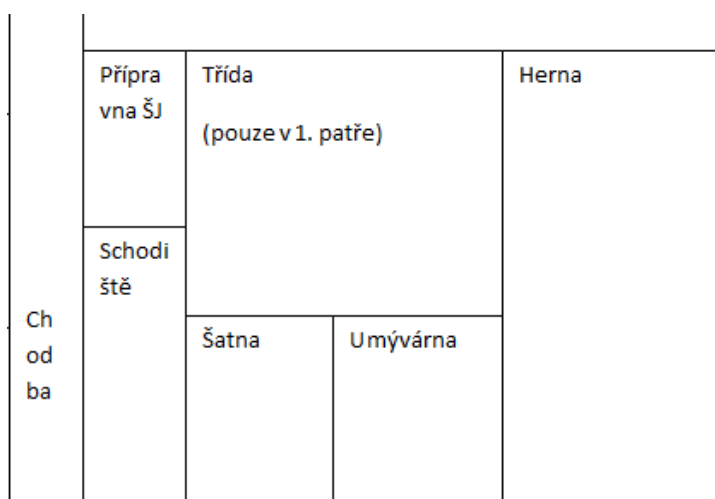 Přípra
vna ŠJ
Třída
(pouze v 1. patře)
Herna
Schodi
ště
Ch
od
ba
Šatna
Umývárna